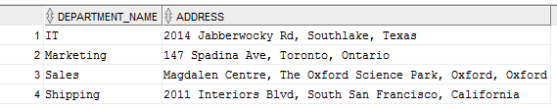 DEPARTMENT_NAME ADDRESS
1 IT 2014 Jabberwocky Rd, Southlake, Texas
2 Marketing 147 Spadina Ave, Toronto, Ontario
3 Sales Magdalen Centre, The Oxford Science Park, Oxford, Oxford
4 Shipping 2011 Interiors Blvd, South San Francisco, California